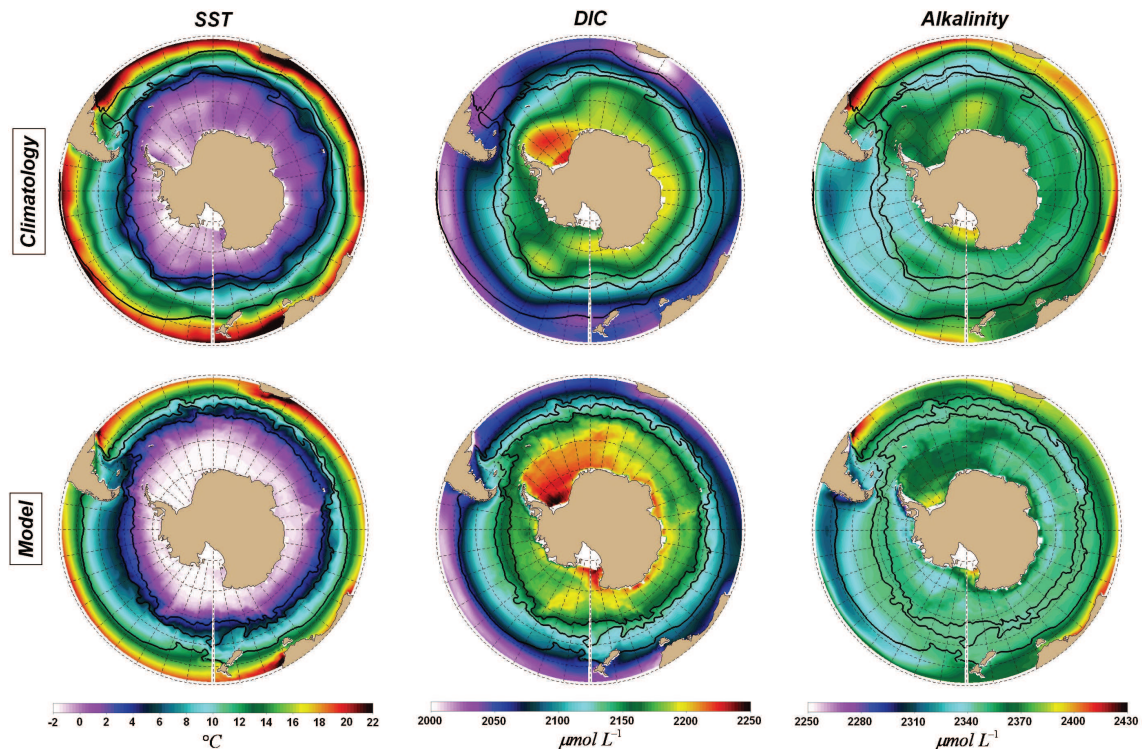 SST
DIC
Alkalinity
Climatology
Model
-2 0 2 4 6 8 10 12 14 16 18 20 22
°C
2000 2050 2100 2150 2200 2250
μmol L⁻¹
2250 2280 2310 2340 2370 2400 2430
μmol L⁻¹